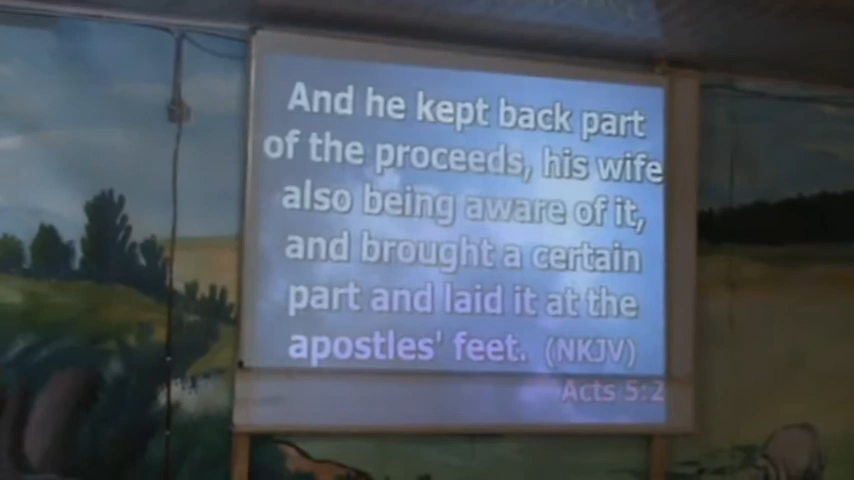 And he kept back part
of the proceeds, his wife
also being aware of it,
and brought a certain
part and laid it at the
apostles' feet. (NKJV)
Acts 5:2